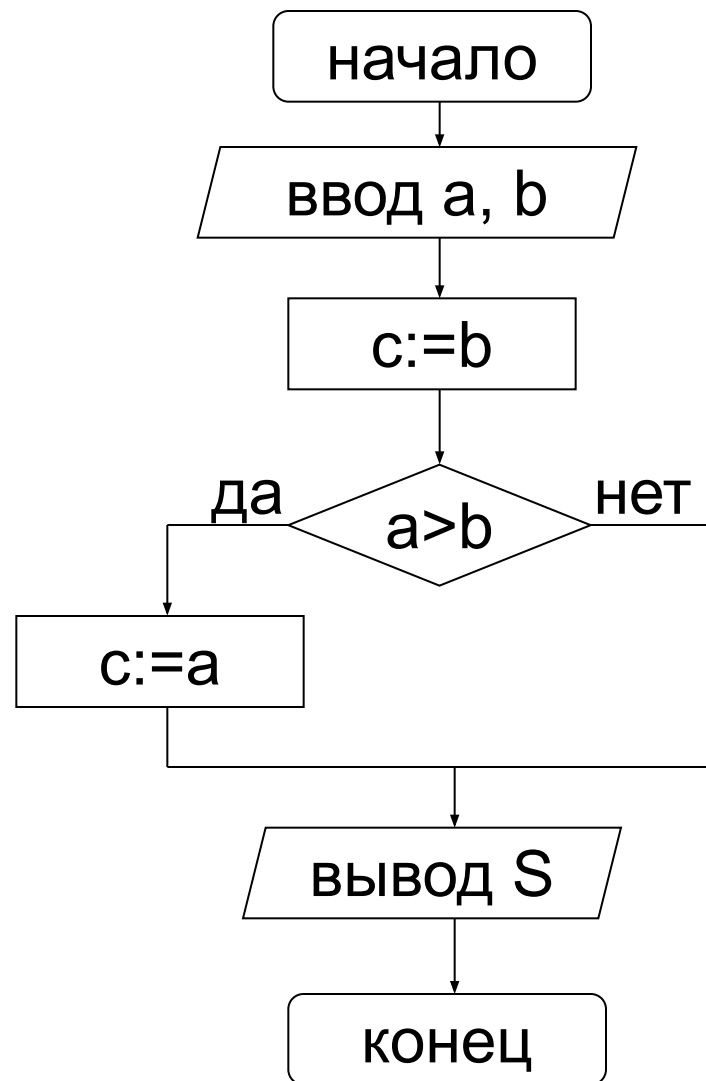 начало
ввод a, b
c:=b
да
a>b
нет
c:=a
вывод S
конец